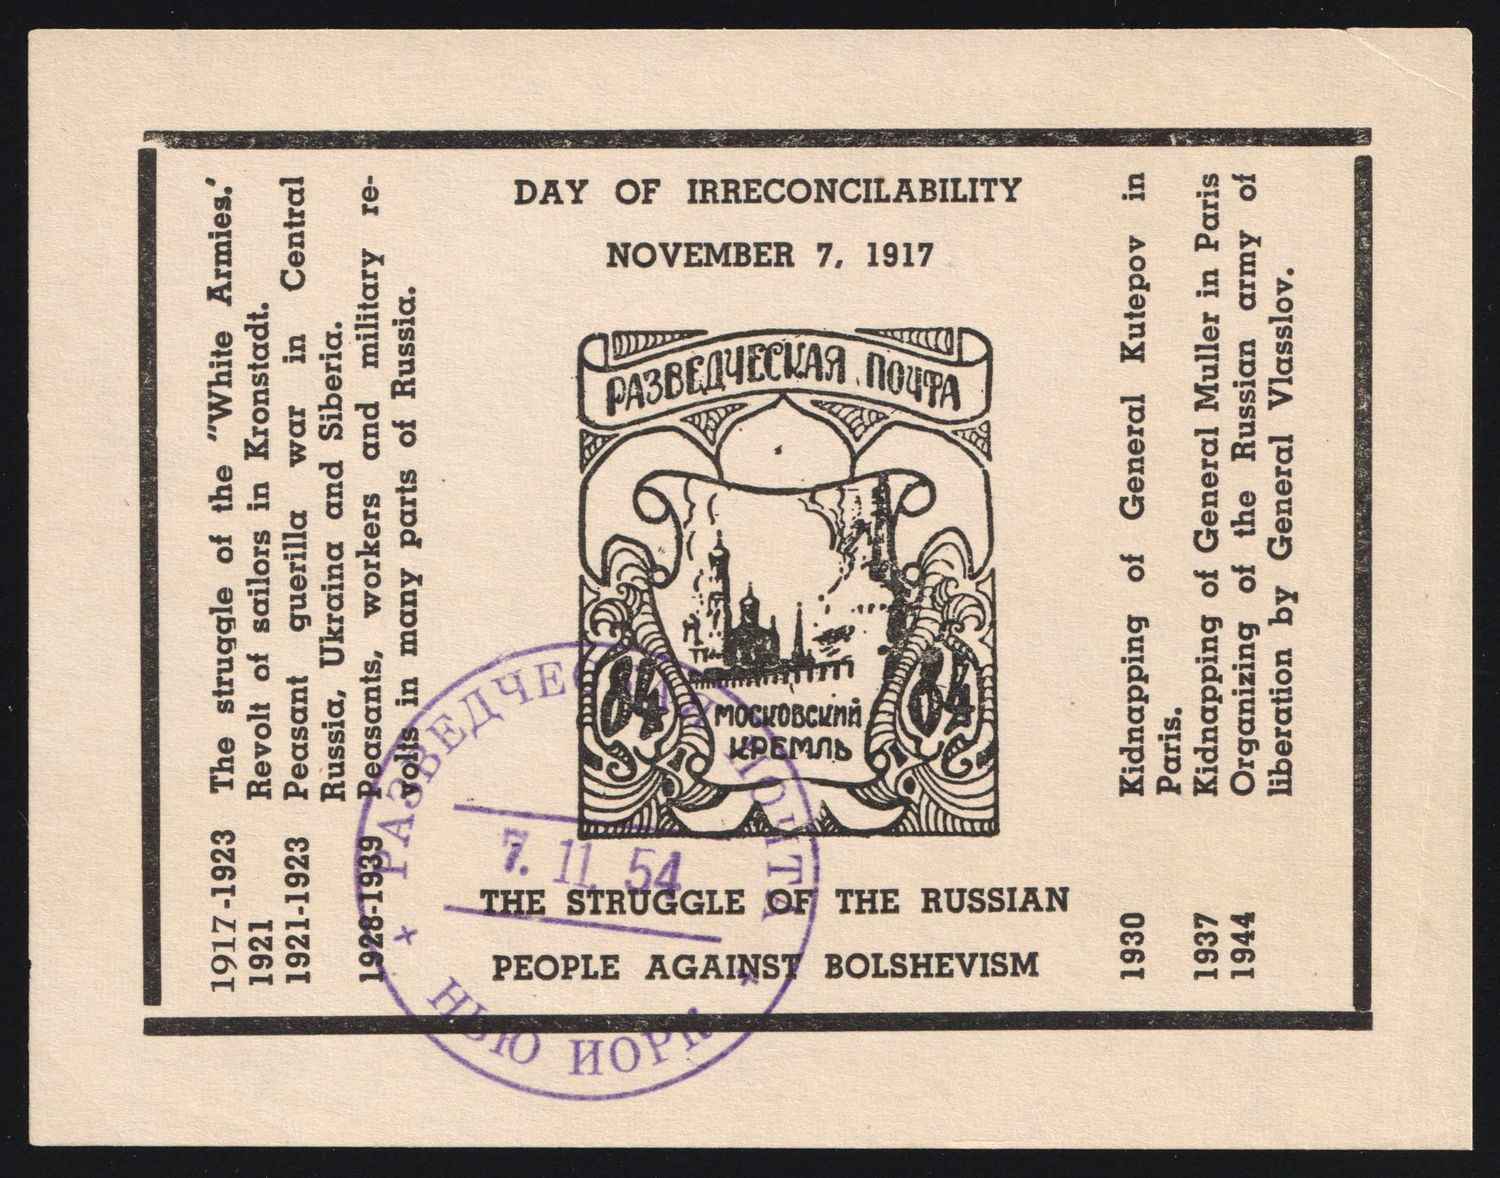 DAY OF IRRECONCILABILITY
NOVEMBER 7, 1917
1917-1923 The struggle of the "White Armies.'
1921 Revolt of sailors in Kronstadt.
1921-1923 Peasant guerilla war in Central
Russia, Ukraina and Siberia.
1928-1939 Peasants, workers and military re-
volts in many parts of Russia.
РАЗВЕДЧЕСКАЯ ПОЧТА
84 84
МОСКОВСКИЙ
КРЕМЛЬ
THE STRUGGLE OF THE RUSSIAN
PEOPLE AGAINST BOLSHEVISM
РАЗВЕДЧЕСКАЯ ПОЧТА
7. 11. 54
НЬЮ ИОРК
1930 Kidnapping of General Kutepov in
Paris.
1937 Kidnapping of General Muller in Paris
1944 Organizing of the Russian army of
liberation by General Vlasslov.